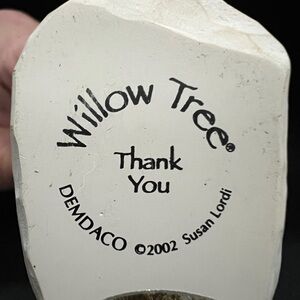 Willow Tree®
Thank
You
DEMDACO ©2002 Susan Lordi